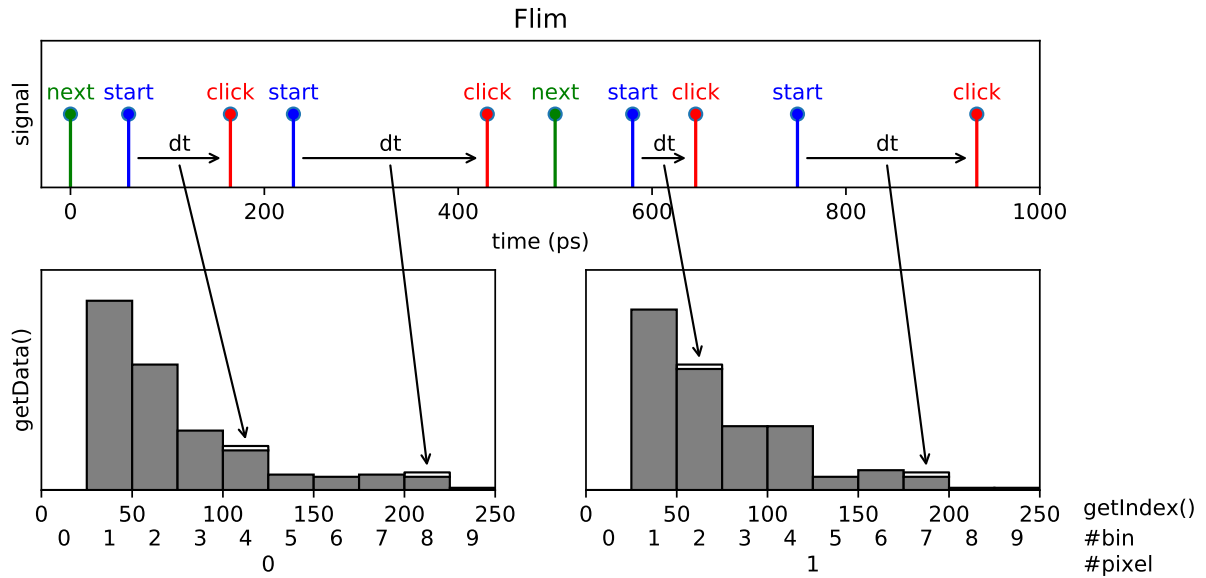 Flim
next start click start click next start click start click
signal
dt dt dt dt
0 200 400 600 800 1000
time (ps)
getData()
0 50 100 150 200 250 0 50 100 150 200 250 getIndex()
0 1 2 3 4 5 6 7 8 9 0 1 2 3 4 5 6 7 8 9 #bin
0 1 #pixel